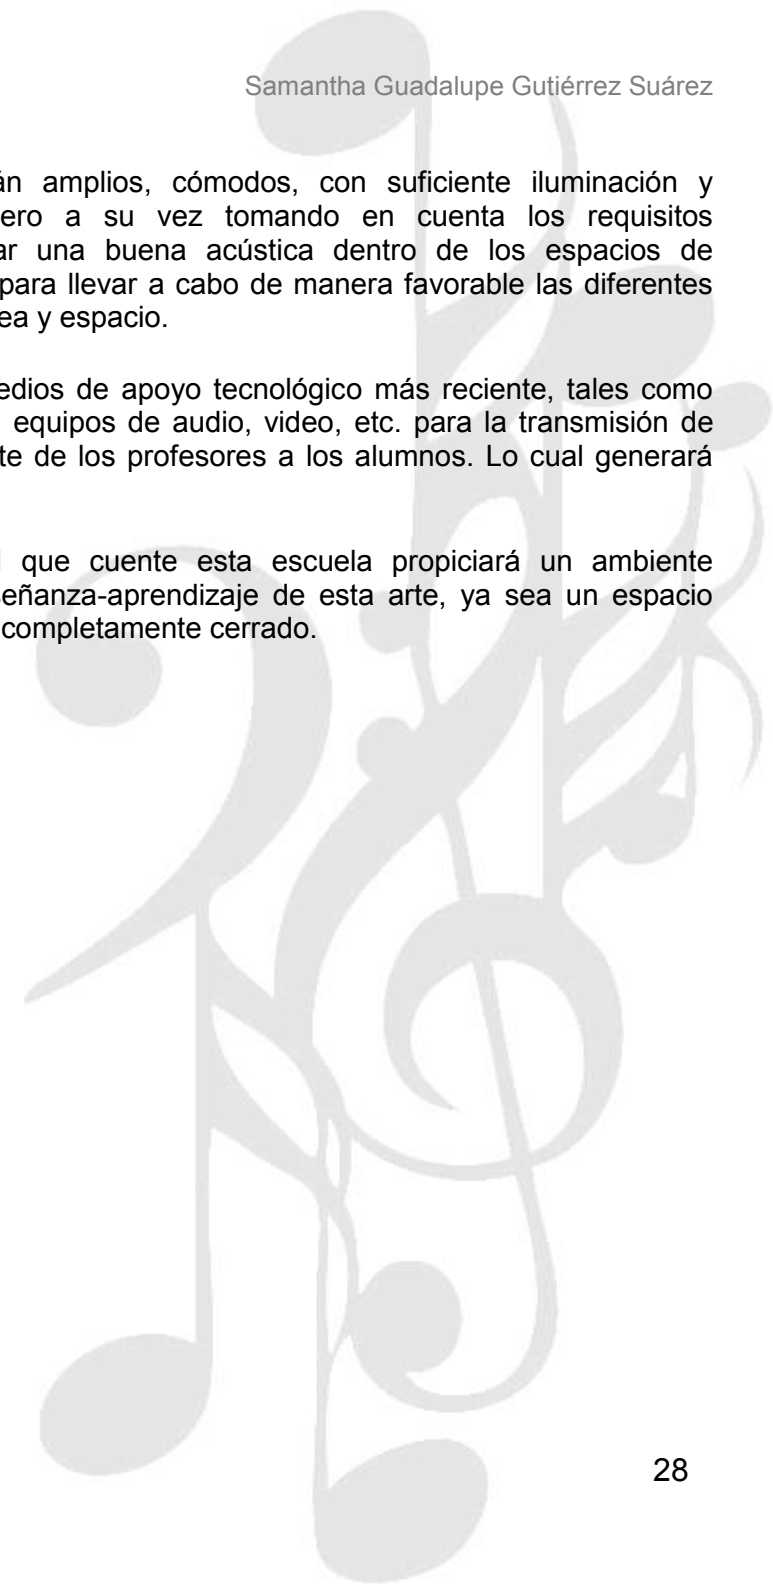 Samantha Guadalupe Gutiérrez Suárez
án amplios, cómodos, con suficiente iluminación y
ero a su vez tomando en cuenta los requisitos
ar una buena acústica dentro de los espacios de
para llevar a cabo de manera favorable las diferentes
ea y espacio.
edios de apoyo tecnológico más reciente, tales como
equipos de audio, video, etc. para la transmisión de
te de los profesores a los alumnos. Lo cual generará
que cuente esta escuela propiciará un ambiente
señanza-aprendizaje de esta arte, ya sea un espacio
completamente cerrado.
28